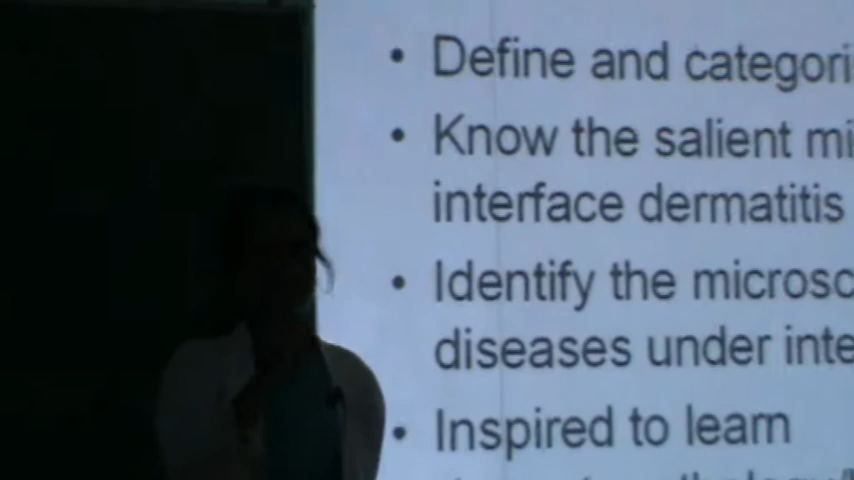 • Define and categori
• Know the salient mi
interface dermatitis
• Identify the microsc
diseases under inte
• Inspired to learn